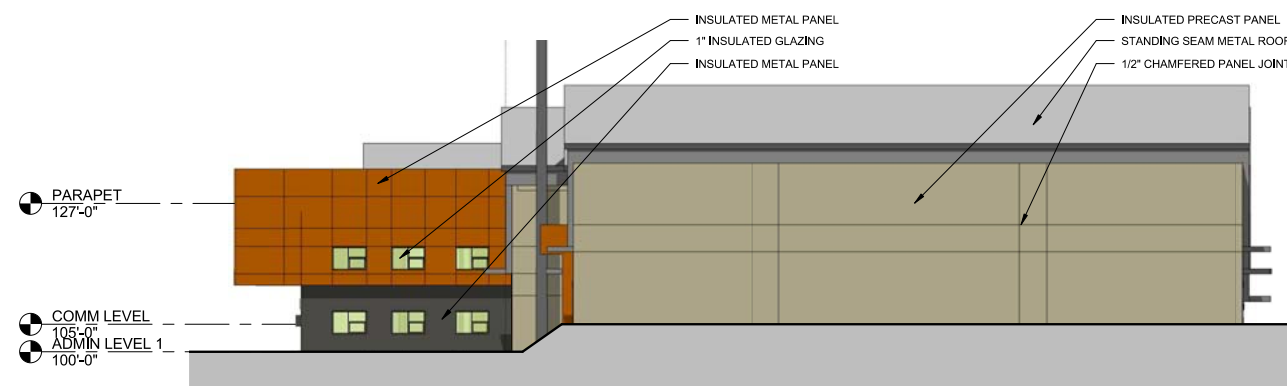 INSULATED METAL PANEL
1" INSULATED GLAZING
INSULATED METAL PANEL
INSULATED PRECAST PANEL
STANDING SEAM METAL ROOF
1/2" CHAMFERED PANEL JOINT
PARAPET
127'-0"
COMM LEVEL
105'-0"
ADMIN LEVEL 1
100'-0"